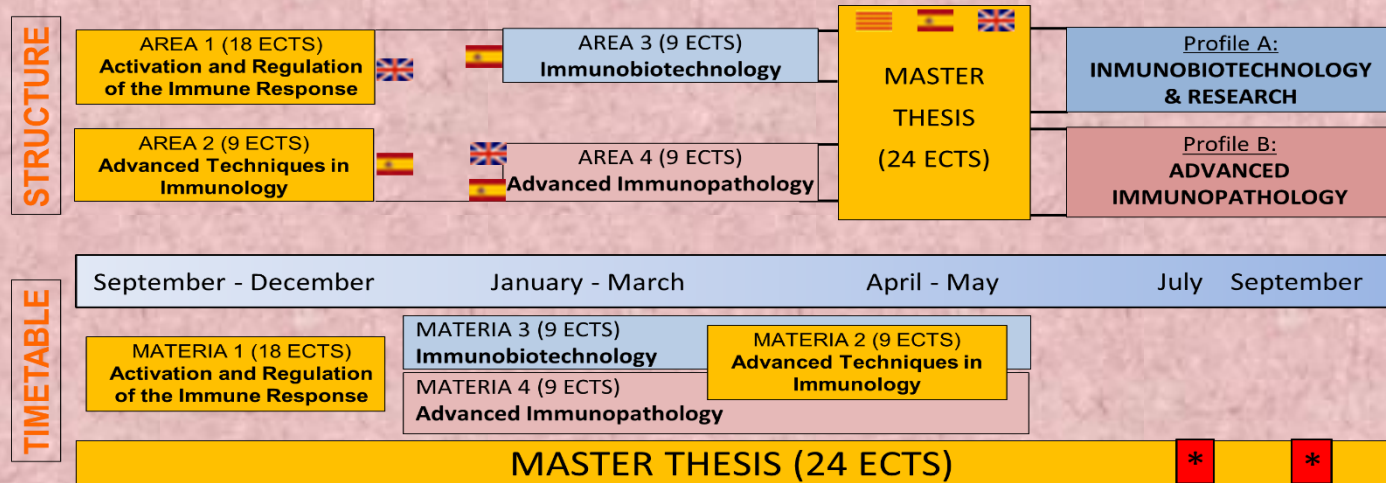 STRUCTURE
AREA 1 (18 ECTS)
Activation and Regulation
of the Immune Response
AREA 2 (9 ECTS)
Advanced Techniques in
Immunology
AREA 3 (9 ECTS)
Immunobiotechnology
AREA 4 (9 ECTS)
Advanced Immunopathology
MASTER
THESIS
(24 ECTS)
Profile A:
INMUNOBIOTECHNOLOGY
& RESEARCH
Profile B:
ADVANCED
IMMUNOPATHOLOGY
TIMETABLE
September - December
January - March
April - May
July
September
MATERIA 1 (18 ECTS)
Activation and Regulation
of the Immune Response
MATERIA 3 (9 ECTS)
Immunobiotechnology
MATERIA 4 (9 ECTS)
Advanced Immunopathology
MATERIA 2 (9 ECTS)
Advanced Techniques in
Immunology
MASTER THESIS (24 ECTS)
*
*